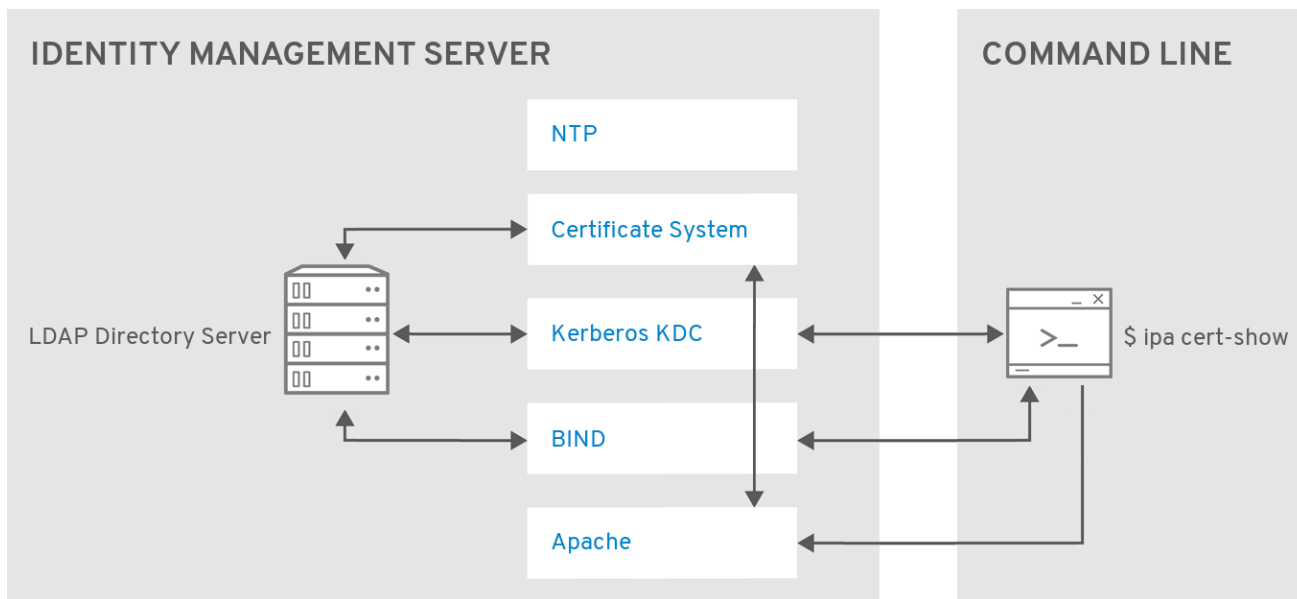 IDENTITY MANAGEMENT SERVER
COMMAND LINE
NTP
Certificate System
LDAP Directory Server
Kerberos KDC
>_
$ ipa cert-show
BIND
Apache